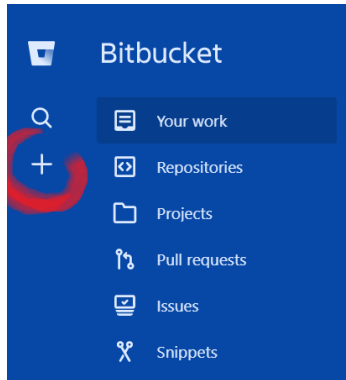 Bitbucket
Your work
Repositories
Projects
Pull requests
Issues
Snippets